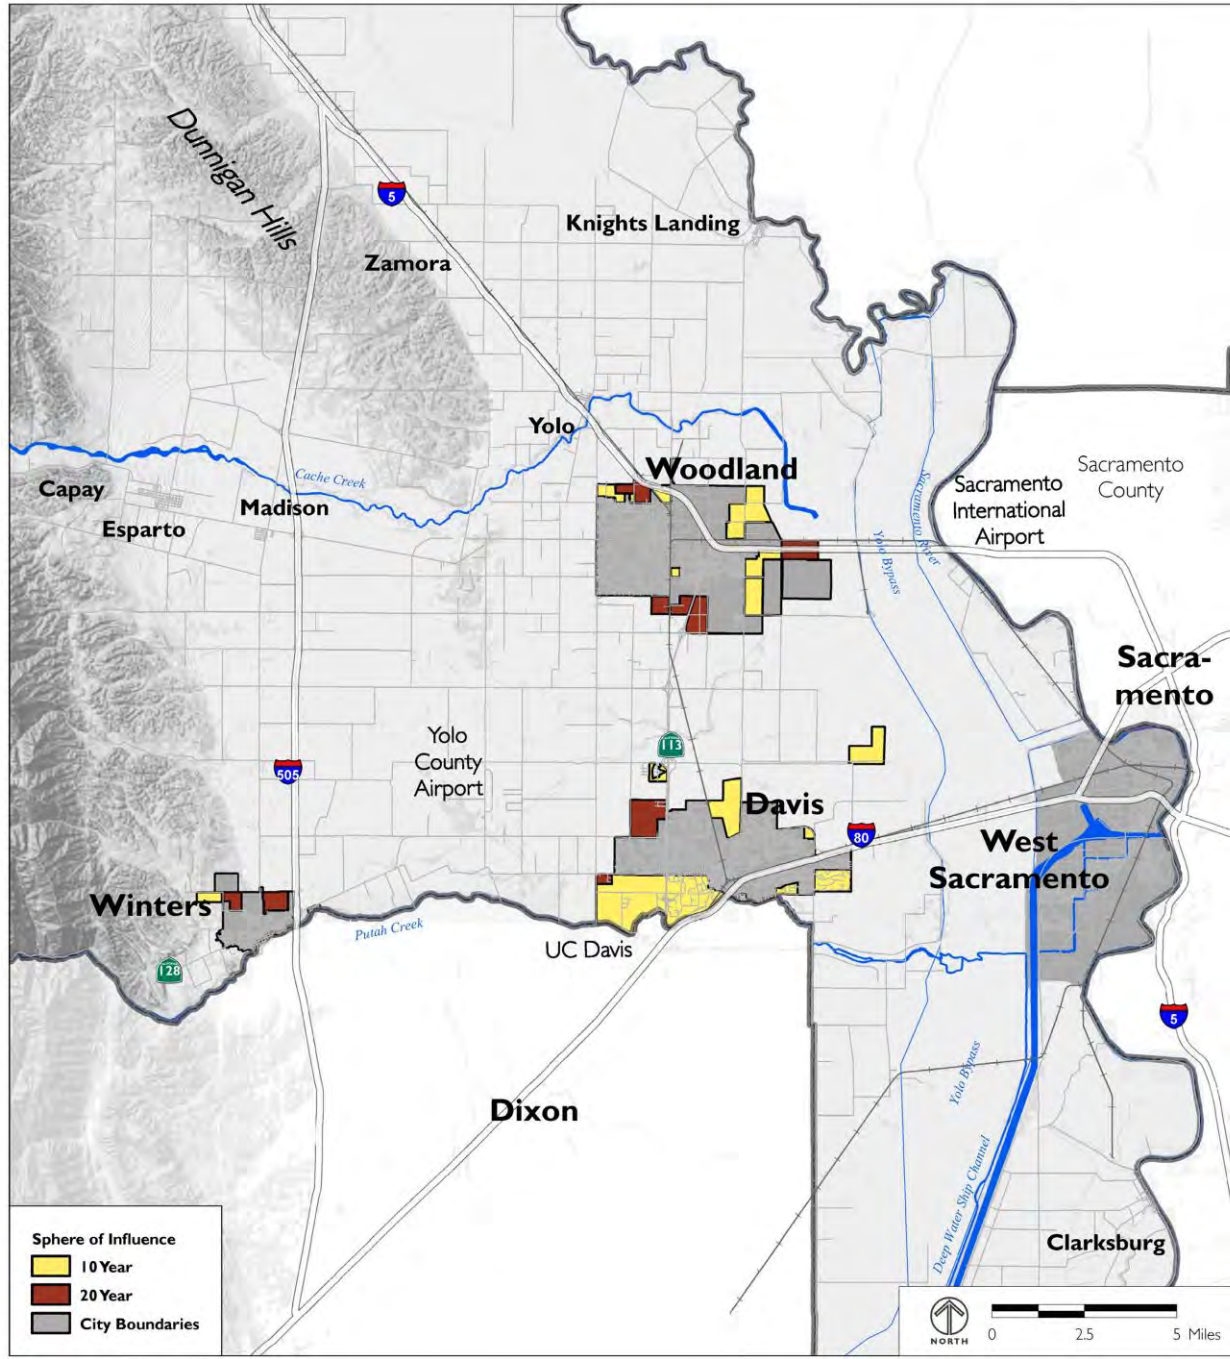 Dunnigan Hills
5
Knights Landing
Zamora
Yolo
Woodland
Cache Creek
Capay
Madison
Esparto
Sacramento
County
Sacramento
International
Airport
Sacramento River
Yolo Bypass
Sacra-
mento
Yolo
County
Airport
113
505
Davis
80
West
Sacramento
Winters
Putah Creek
UC Davis
128
5
Dixon
Yolo Bypass
Deep Water Ship Channel
Clarksburg
Sphere of Influence
10 Year
20 Year
City Boundaries
NORTH
0 2.5 5 Miles